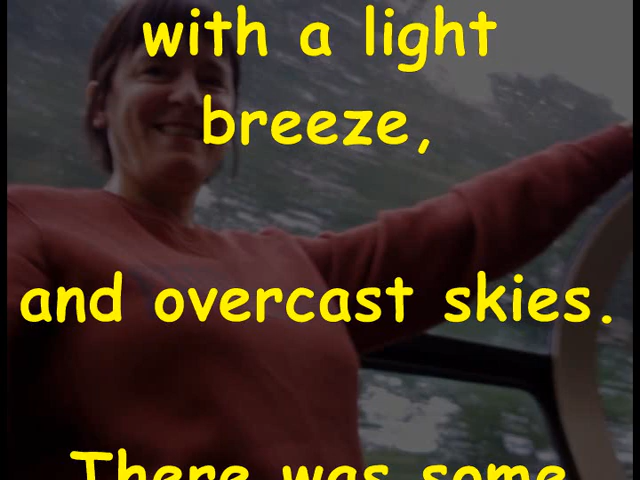 with a light
breeze,
and overcast skies.
There was some